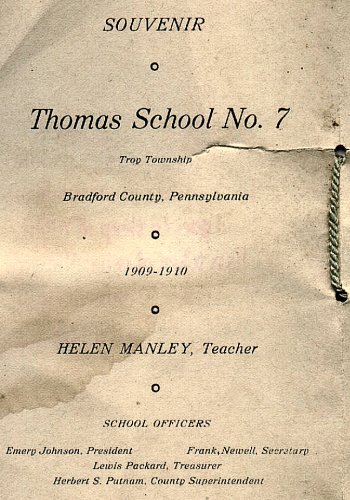 SOUVENIR
Thomas School No. 7
Troy Township
Bradford County, Pennsylvania
1909-1910
HELEN MANLEY, Teacher
SCHOOL OFFICERS
Emery Johnson, President Frank, Newell, Secretary
Lewis Packard, Treasurer
Herbert S. Putnam, County Superintendent